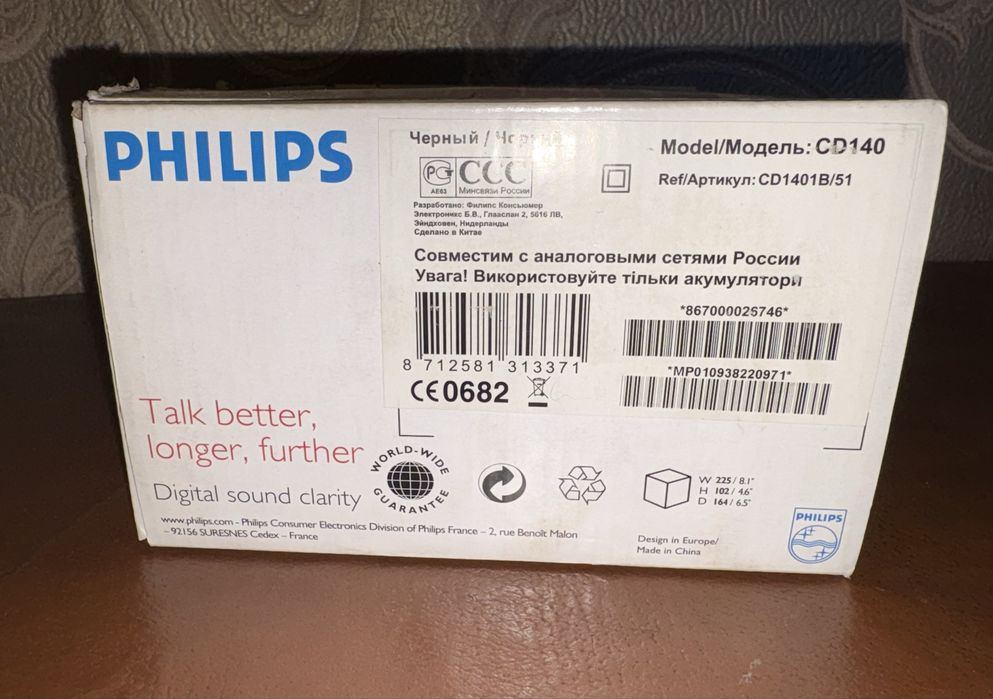 PHILIPS
Черный /
Model/Модель: CD140
Ref/Артикул: CD1401B/51
РСТ
ССС
АЕ63
Минсвязи России
Разработано: Филипс Консьюмер
Электроникс Б.В., Глааслан 2, 5616 ЛВ,
Эйндховен, Нидерланды
Сделано в Китае
Совместим с аналоговыми сетями России
Увага! Використовуйте тільки акумулятори
8 712581 313371
*867000025746*
*MP010938220971*
CE0682
Talk better,
longer, further
Digital sound clarity
WORLD-WIDE
GUARANTEE
W 225 / 8.1"
H 102 / 4.6"
D 164 / 6.5"
www.philips.com - Philips Consumer Electronics Division of Philips France – 2, rue Benoît Malon
– 92156 SURESNES Cedex – France
Design in Europe/
Made in China
PHILIPS